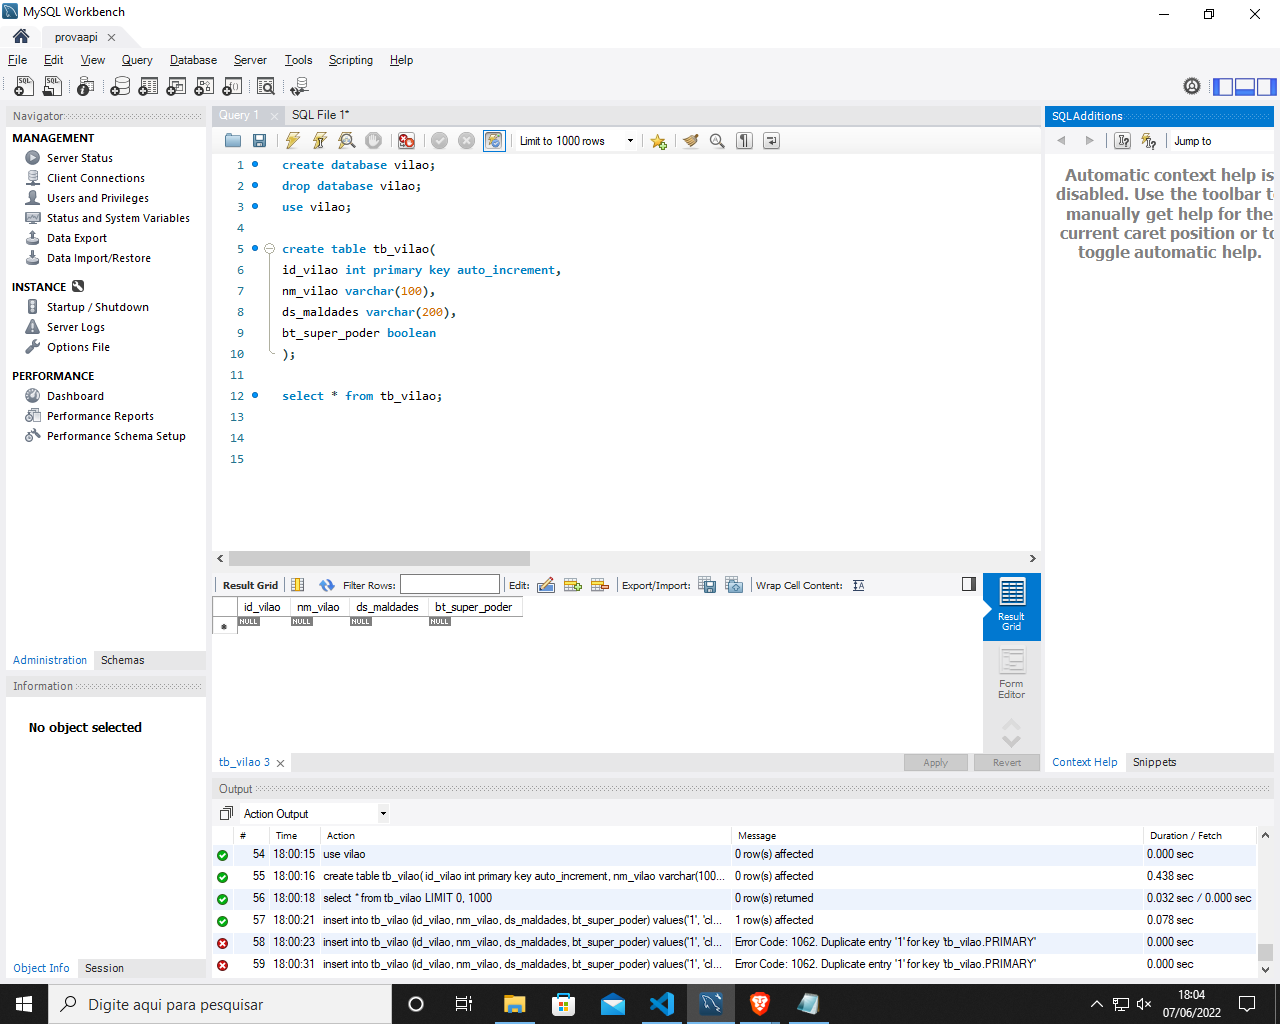 MySQL Workbench
provaapi
File Edit View Query Database Server Tools Scripting Help
Navigator
MANAGEMENT
Server Status
Client Connections
Users and Privileges
Status and System Variables
Data Export
Data Import/Restore
INSTANCE
Startup / Shutdown
Server Logs
Options File
PERFORMANCE
Dashboard
Performance Reports
Performance Schema Setup
Administration Schemas
Information
No object selected
Object Info Session
Query 1 SQL File 1*
Limit to 1000 rows
1 create database vilao;
2 drop database vilao;
3 use vilao;
4
5 create table tb_vilao(
6 id_vilao int primary key auto_increment,
7 nm_vilao varchar(100),
8 ds_maldades varchar(200),
9 bt_super_poder boolean
10 );
11
12 select * from tb_vilao;
13
14
15
Result Grid Filter Rows: Edit: Export/Import: Wrap Cell Content:
id_vilao nm_vilao ds_maldades bt_super_poder
NULL NULL NULL NULL
Result
Grid
Form
Editor
tb_vilao 3 Apply Revert
SQLAdditions
Jump to
Automatic context help is
disabled. Use the toolbar t
manually get help for the
current caret position or to
toggle automatic help.
Context Help Snippets
Output
Action Output
# Time Action Message Duration / Fetch
54 18:00:15 use vilao 0 row(s) affected 0.000 sec
55 18:00:16 create table tb_vilao( id_vilao int primary key auto_increment, nm_vilao varchar(100... 0 row(s) affected 0.438 sec
56 18:00:18 select * from tb_vilao LIMIT 0, 1000 0 row(s) returned 0.032 sec / 0.000 sec
57 18:00:21 insert into tb_vilao (id_vilao, nm_vilao, ds_maldades, bt_super_poder) values('1', 'cl... 1 row(s) affected 0.078 sec
58 18:00:23 insert into tb_vilao (id_vilao, nm_vilao, ds_maldades, bt_super_poder) values('1', 'cl... Error Code: 1062. Duplicate entry '1' for key 'tb_vilao.PRIMARY' 0.000 sec
59 18:00:31 insert into tb_vilao (id_vilao, nm_vilao, ds_maldades, bt_super_poder) values('1', 'cl... Error Code: 1062. Duplicate entry '1' for key 'tb_vilao.PRIMARY' 0.000 sec
Digite aqui para pesquisar
18:04
07/06/2022